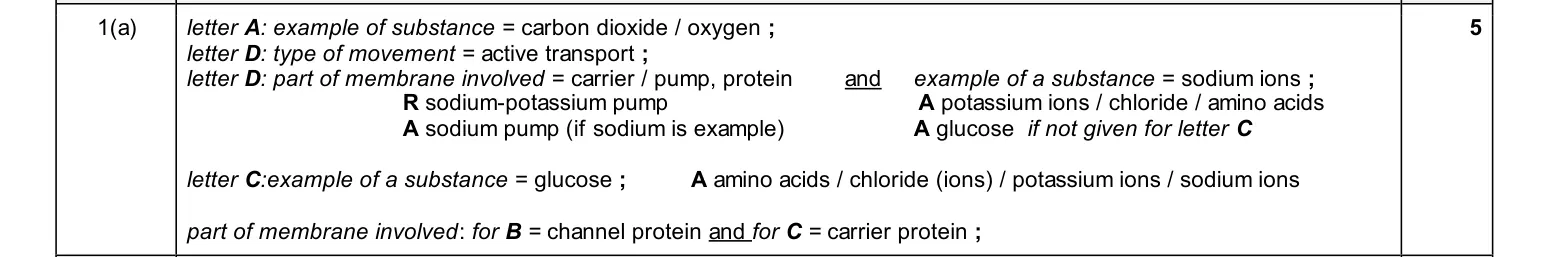 1(a)
letter A: example of substance = carbon dioxide / oxygen ; 5
letter D: type of movement = active transport ;
letter D: part of membrane involved = carrier / pump, protein and example of a substance = sodium ions ;
R sodium-potassium pump A potassium ions / chloride / amino acids
A sodium pump (if sodium is example) A glucose if not given for letter C
letter C:example of a substance = glucose ; A amino acids / chloride (ions) / potassium ions / sodium ions
part of membrane involved: for B = channel protein and for C = carrier protein ;